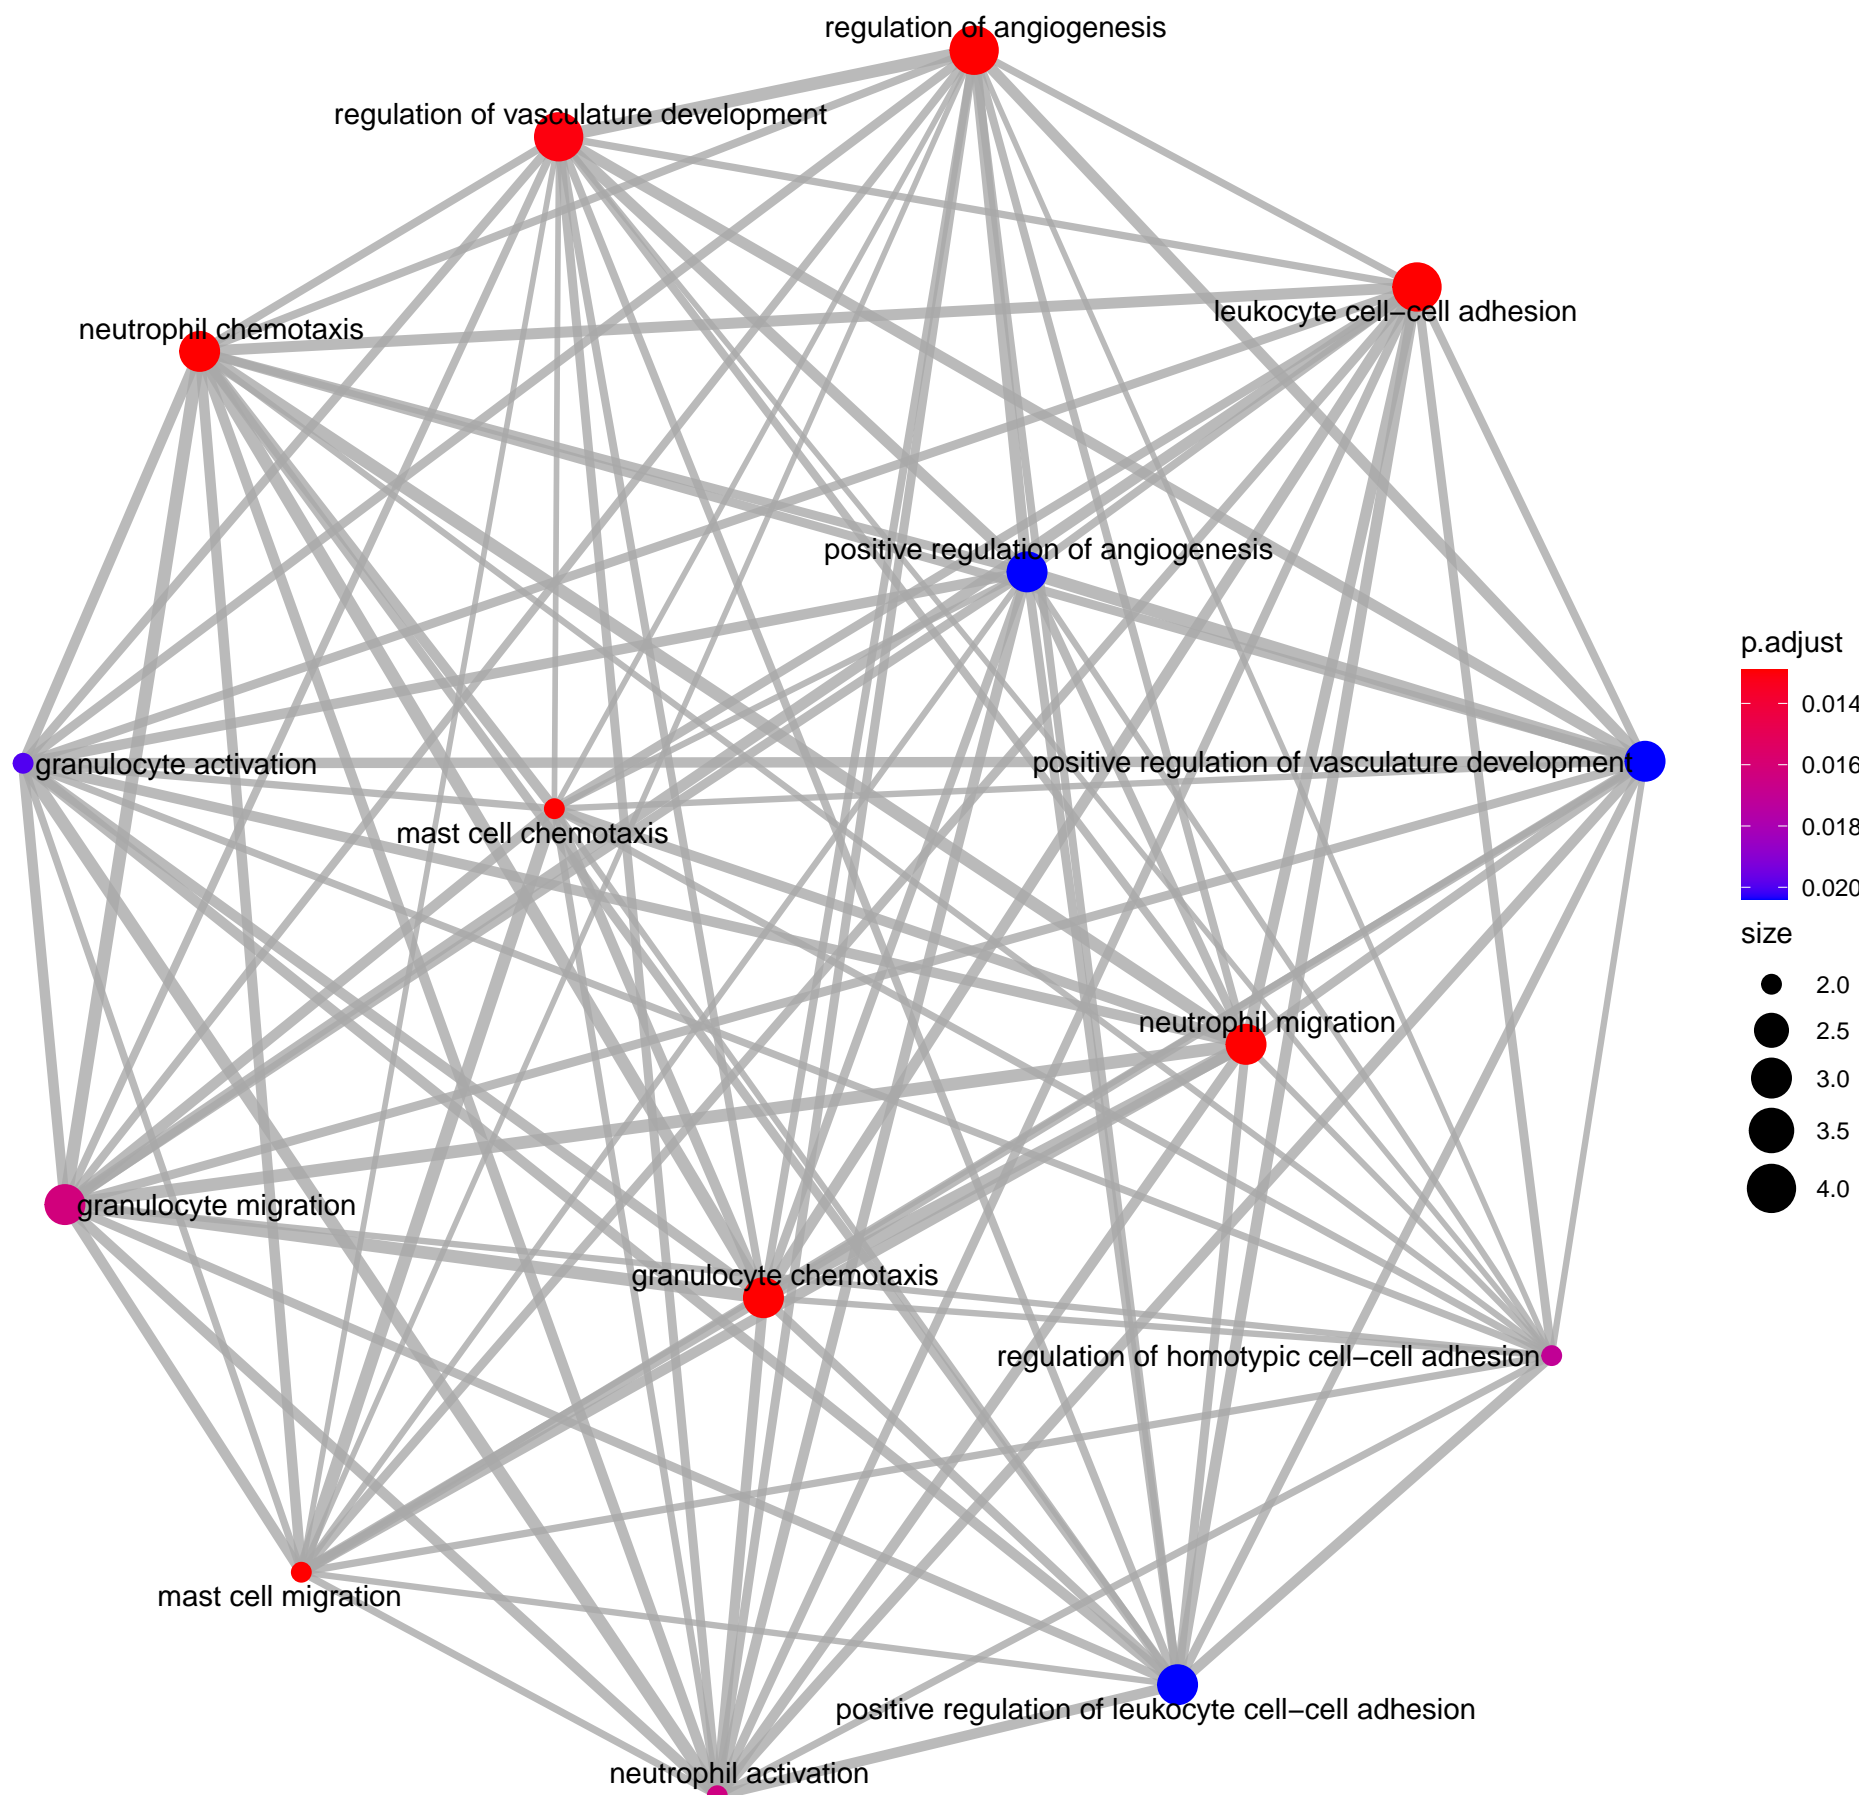 regulation of angiogenesis
regulation of vasculature development
leukocyte cell−cell adhesion
neutrophil chemotaxis
positive regulation of angiogenesis
positive regulation of vasculature development
granulocyte activation
mast cell chemotaxis
neutrophil migration
granulocyte migration
granulocyte chemotaxis
regulation of homotypic cell−cell adhesion
mast cell migration
positive regulation of leukocyte cell−cell adhesion
neutrophil activation
p.adjust
0.014
0.016
0.018
0.020
size
2.0
2.5
3.0
3.5
4.0